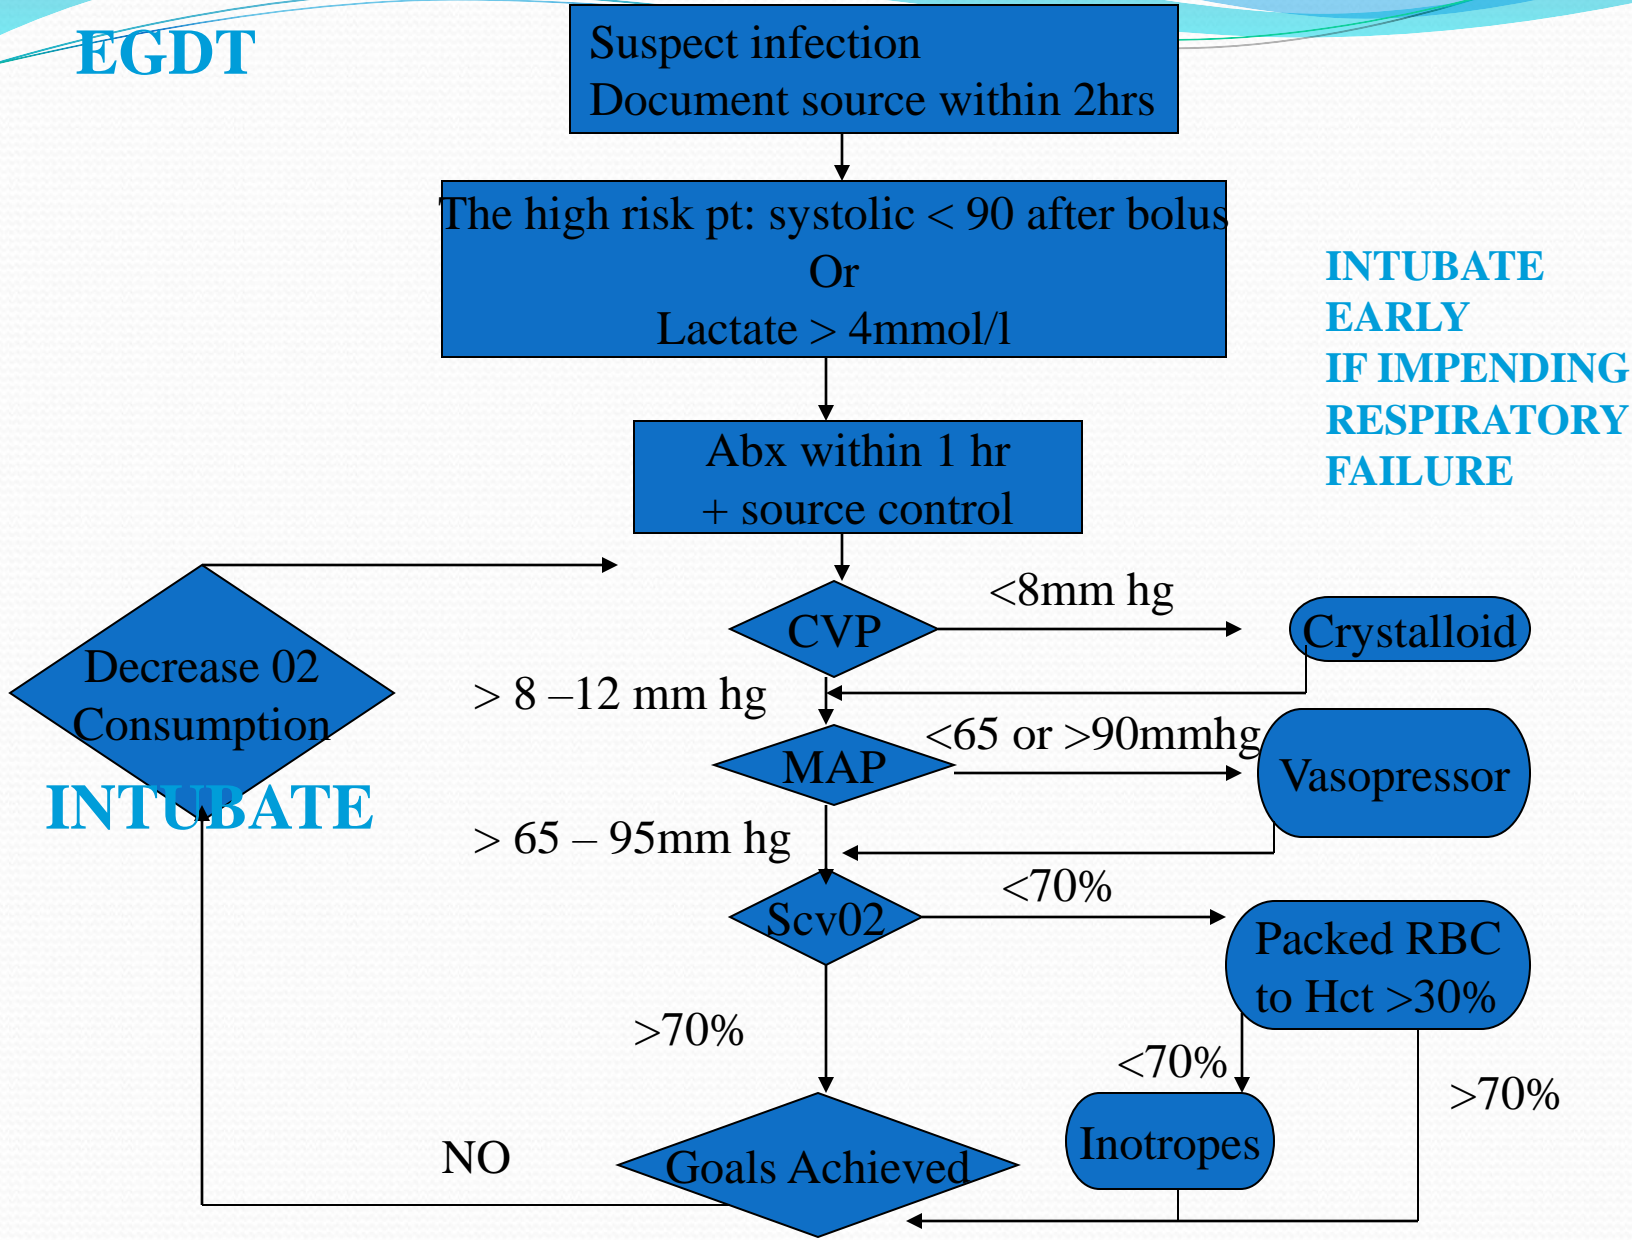 EGDT
Suspect infection
Document source within 2hrs
The high risk pt: systolic < 90 after bolus
Or
Lactate > 4mmol/l
INTUBATE
EARLY
IF IMPENDING
RESPIRATORY
FAILURE
Abx within 1 hr
+ source control
<8mm hg
CVP
Crystalloid
Decrease 02
Consumption
INTUBATE
> 8 –12 mm hg
<65 or >90mmhg
MAP
Vasopressor
> 65 – 95mm hg
<70%
Scv02
Packed RBC
to Hct >30%
>70%
<70%
>70%
Inotropes
NO
Goals Achieved